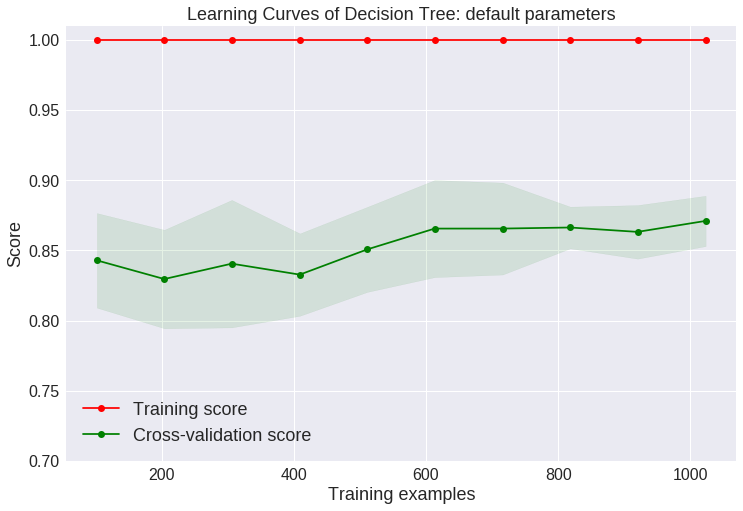 Learning Curves of Decision Tree: default parameters
1.00
0.95
0.90
0.85
0.80
0.75
0.70
Score
Training score
Cross-validation score
200
400
600
800
1000
Training examples